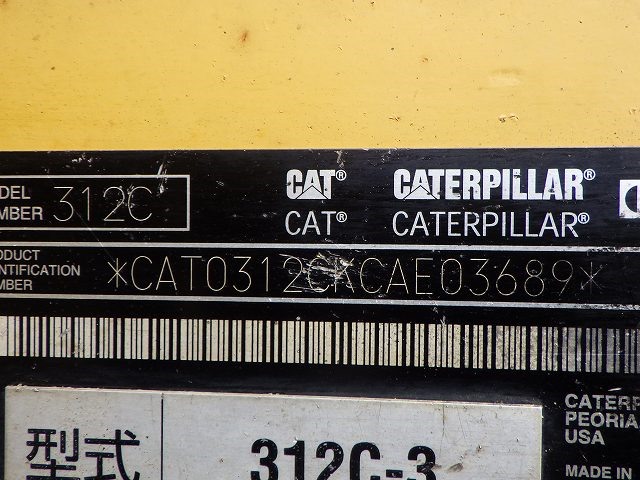 DEL
MBER 312C
CAT® CATERPILLAR®
CAT® CATERPILLAR®
ODUCT
NTIFICATION
MBER
*CAT0312CKCAE03689*
型式 312C-3
CATERP
PEORIA
USA
MADE IN